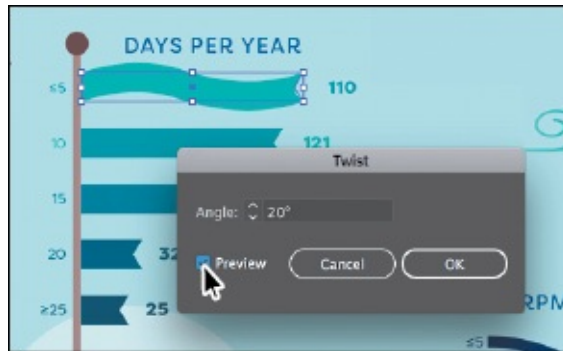 DAYS PER YEAR
≤5 110
10 121
Twist
15
Angle: 20°
20 32
Preview Cancel OK
≥25 25
RPM
≤5